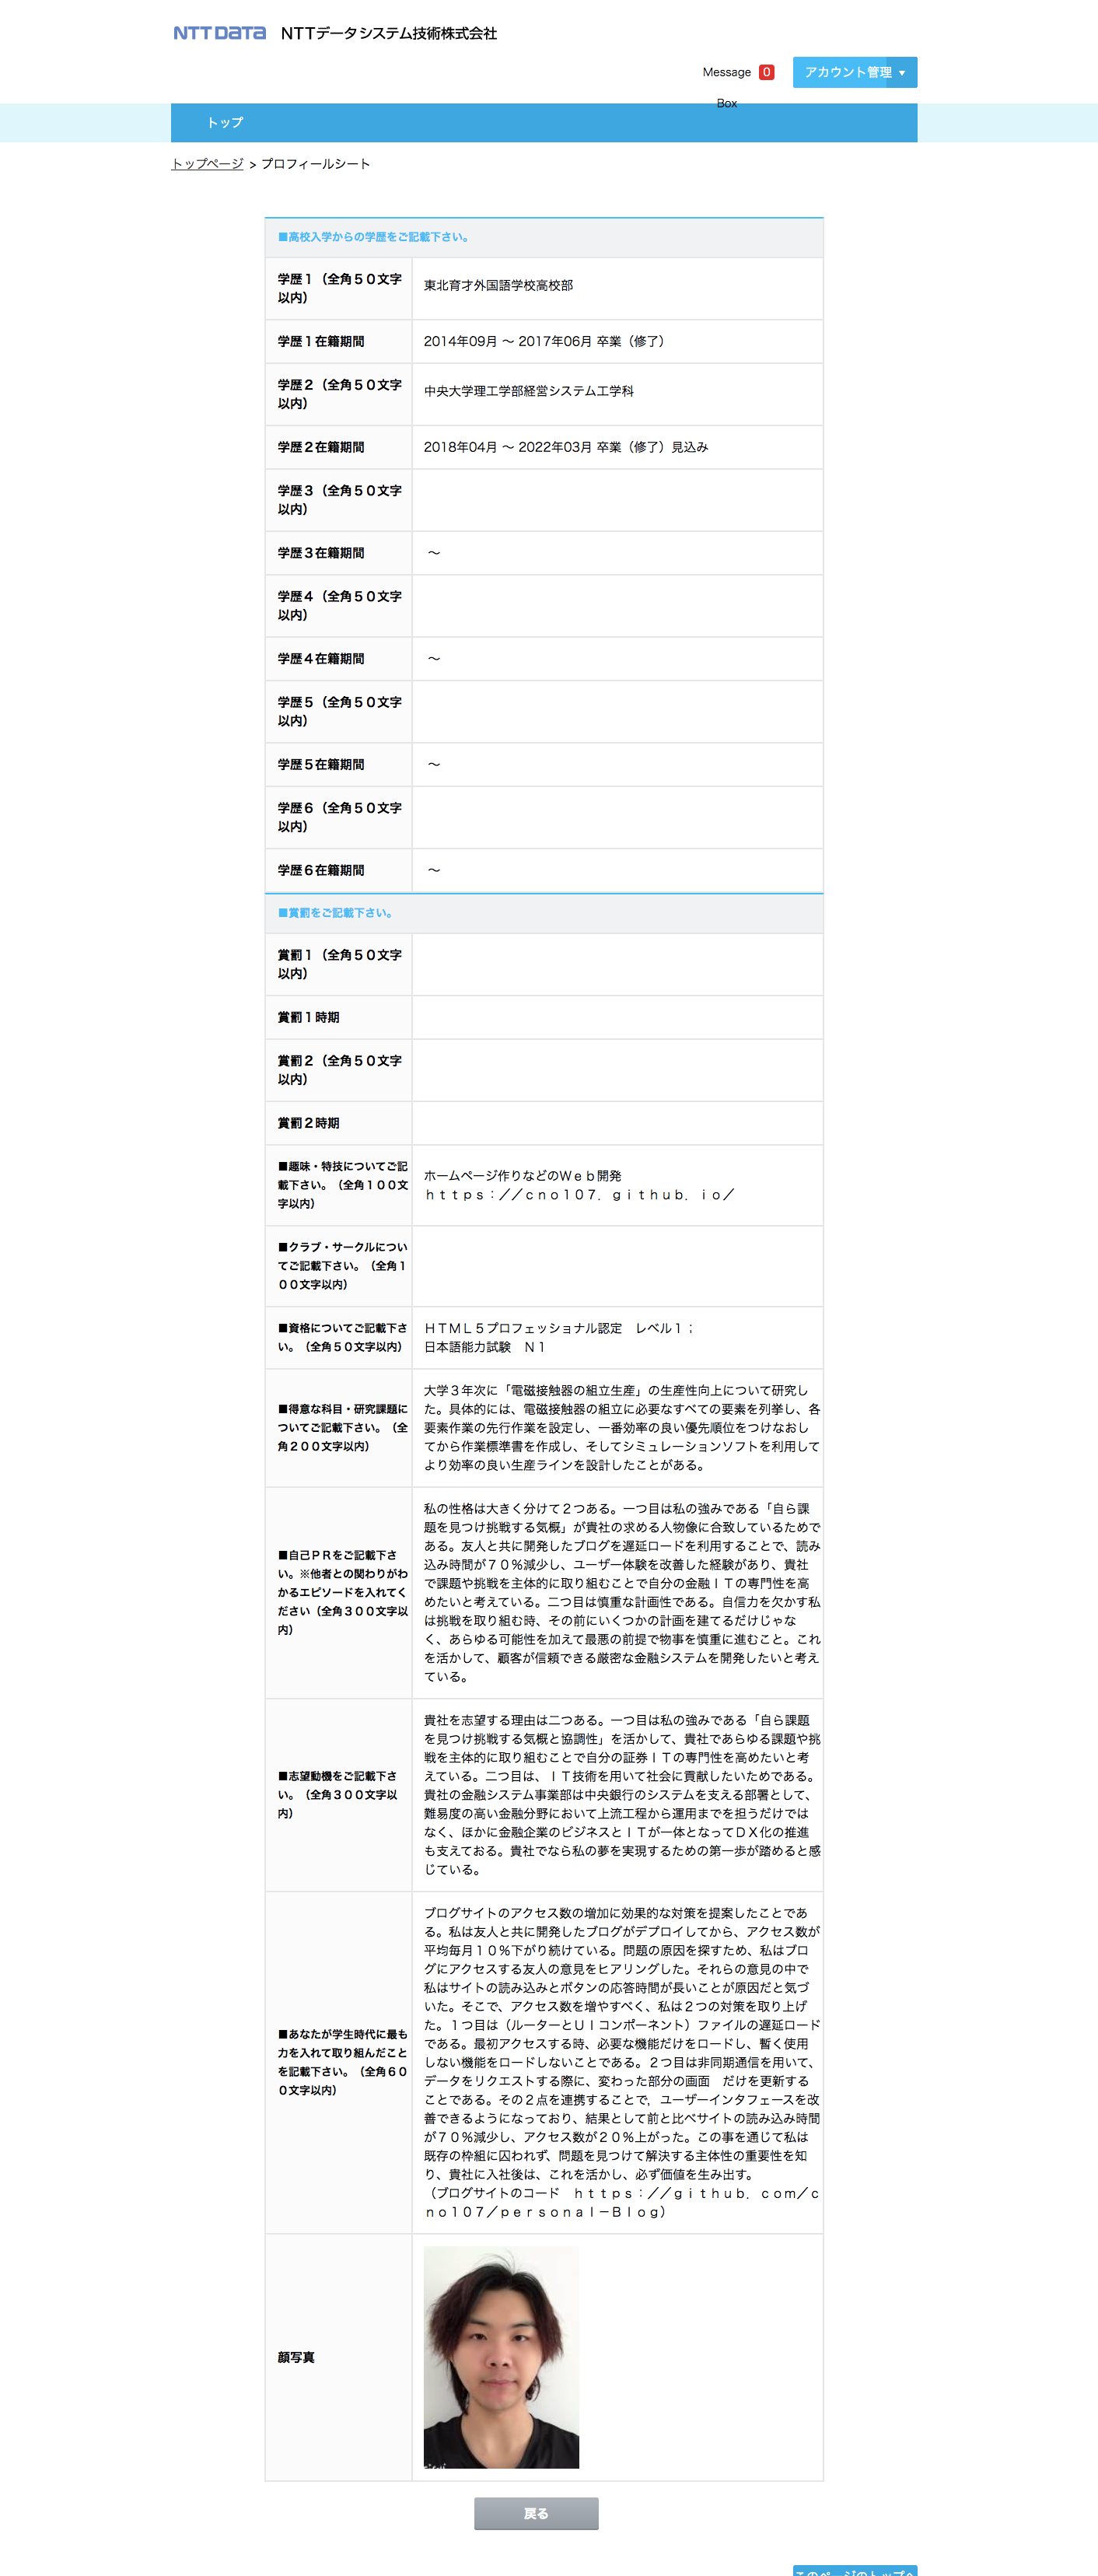 NTT DATA NTTデータシステム技術株式会社
Message 0
Box
アカウント管理
トップ
トップページ > プロフィールシート
■高校入学からの学歴をご記載下さい。
学歴１（全角５０文字
以内）
東北育才外国語学校高校部
学歴１在籍期間
2014年09月 ～ 2017年06月 卒業（修了）
学歴２（全角５０文字
以内）
中央大学理工学部経営システム工学科
学歴２在籍期間
2018年04月 ～ 2022年03月 卒業（修了）見込み
学歴３（全角５０文字
以内）
学歴３在籍期間
～
学歴４（全角５０文字
以内）
学歴４在籍期間
～
学歴５（全角５０文字
以内）
学歴５在籍期間
～
学歴６（全角５０文字
以内）
学歴６在籍期間
～
■賞罰をご記載下さい。
賞罰１（全角５０文字
以内）
賞罰１時期
賞罰２（全角５０文字
以内）
賞罰２時期
■趣味・特技についてご記
載下さい。（全角１００文
字以内）
ホームページ作りなどのＷｅｂ開発
ｈｔｔｐｓ：／／ｃｎｏ１０７．ｇｉｔｈｕｂ．ｉｏ／
■クラブ・サークルについ
てご記載下さい。（全角１
００文字以内）
■資格についてご記載下さ
い。（全角５０文字以内）
ＨＴＭＬ５プロフェッショナル認定　レベル１；
日本語能力試験　Ｎ１
■得意な科目・研究課題に
ついてご記載下さい。（全
角２００文字以内）
大学３年次に「電磁接触器の組立生産」の生産性向上について研究し
た。具体的には、電磁接触器の組立に必要なすべての要素を列挙し、各
要素作業の先行作業を設定し、一番効率の良い優先順位をつけなおし
てから作業標準書を作成し、そしてシミュレーションソフトを利用して
より効率の良い生産ラインを設計したことがある。
■自己ＰＲをご記載下さ
い。※他者との関わりがわ
かるエピソードを入れてく
ださい（全角３００文字以
内）
私の性格は大きく分けて２つある。一つ目は私の強みである「自ら課
題を見つけ挑戦する気概」が貴社の求める人物像に合致しているためで
ある。友人と共に開発したブログを遅延ロードを利用することで、読み
込み時間が７０％減少し、ユーザー体験を改善した経験があり、貴社
で課題や挑戦を主体的に取り組むことで自分の金融ＩＴの専門性を高
めたいと考えている。二つ目は慎重な計画性である。自信力を欠かす私
は挑戦を取り組む時、その前にいくつかの計画を建てるだけじゃな
く、あらゆる可能性を加えて最悪の前提で物事を慎重に進むこと。これ
を活かして、顧客が信頼できる厳密な金融システムを開発したいと考え
ている。
■志望動機をご記載下さ
い。（全角３００文字以
内）
貴社を志望する理由は二つある。一つ目は私の強みである「自ら課題
を見つけ挑戦する気概と協調性」を活かして、貴社であらゆる課題や挑
戦を主体的に取り組むことで自分の証券ＩＴの専門性を高めたいと考
えている。二つ目は、ＩＴ技術を用いて社会に貢献したいためである。
貴社の金融システム事業部は中央銀行のシステムを支える部署として、
難易度の高い金融分野において上流工程から運用までを担うだけでは
なく、ほかに金融企業のビジネスとＩＴが一体となってＤＸ化の推進
も支えておる。貴社でなら私の夢を実現するための第一歩が踏めると感
じている。
■あなたが学生時代に最も
力を入れて取り組んだこと
を記載下さい。（全角６０
０文字以内）
ブログサイトのアクセス数の増加に効果的な対策を提案したことであ
る。私は友人と共に開発したブログがデプロイしてから、アクセス数が
平均毎月１０％下がり続けている。問題の原因を探すため、私はブロ
グにアクセスする友人の意見をヒアリングした。それらの意見の中で
私はサイトの読み込みとボタンの応答時間が長いことが原因だと気づ
いた。そこで、アクセス数を増やすべく、私は２つの対策を取り上げ
た。１つ目は（ルーターとＵＩコンポーネント）ファイルの遅延ロード
である。最初アクセスする時、必要な機能だけをロードし、暫く使用
しない機能をロードしないことである。２つ目は非同期通信を用いて、
データをリクエストする際に、変わった部分の画面　だけを更新する
ことである。その２点を連携することで，ユーザーインタフェースを改
善できるようになっており、結果として前と比べサイトの読み込み時間
が７０％減少し、アクセス数が２０％上がった。この事を通じて私は
既存の枠組に囚われず、問題を見つけて解決する主体性の重要性を知
り、貴社に入社後は、これを活かし、必ず価値を生み出す。
（ブログサイトのコード　ｈｔｔｐｓ：／／ｇｉｔｈｕｂ．ｃｏｍ／ｃ
ｎｏ１０７／ｐｅｒｓｏｎａｌ－Ｂｌｏｇ）
顔写真
戻る
このページのトップへ